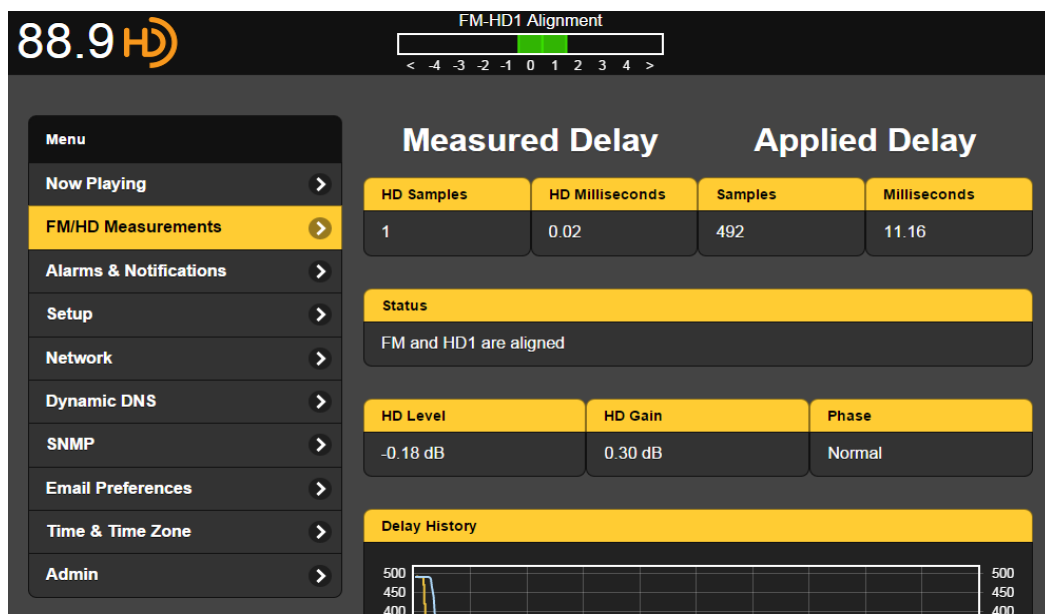 88.9 HD
FM-HD1 Alignment
< -4 -3 -2 -1 0 1 2 3 4 >
Menu
Now Playing
FM/HD Measurements
Alarms & Notifications
Setup
Network
Dynamic DNS
SNMP
Email Preferences
Time & Time Zone
Admin
Measured Delay Applied Delay
HD Samples HD Milliseconds Samples Milliseconds
1 0.02 492 11.16
Status
FM and HD1 are aligned
HD Level HD Gain Phase
-0.18 dB 0.30 dB Normal
Delay History
500 500
450 450
400 400